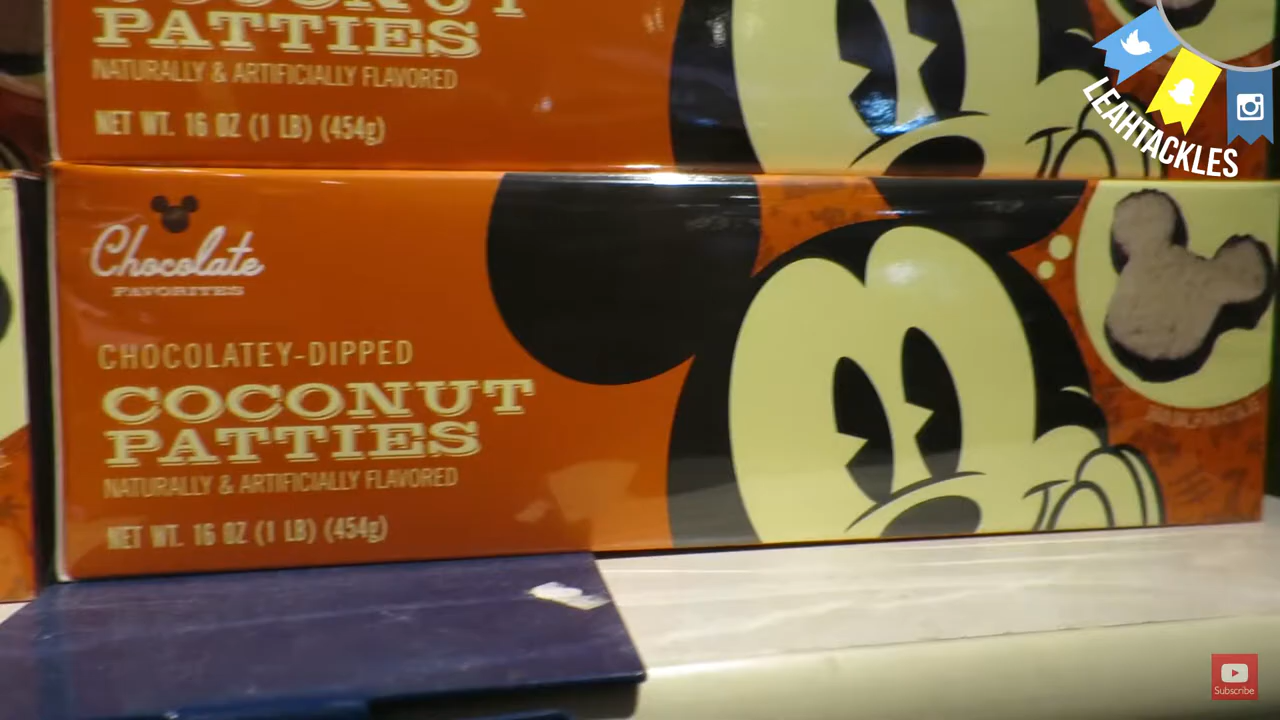 COCONUT
PATTIES
NATURALLY & ARTIFICIALLY FLAVORED
NET WT. 16 OZ (1 LB) (454g)
LEAHTACKLES
Chocolate
FAVORITES
CHOCOLATEY-DIPPED
COCONUT
PATTIES
NATURALLY & ARTIFICIALLY FLAVORED
NET WT. 16 OZ (1 LB) (454g)
Subscribe